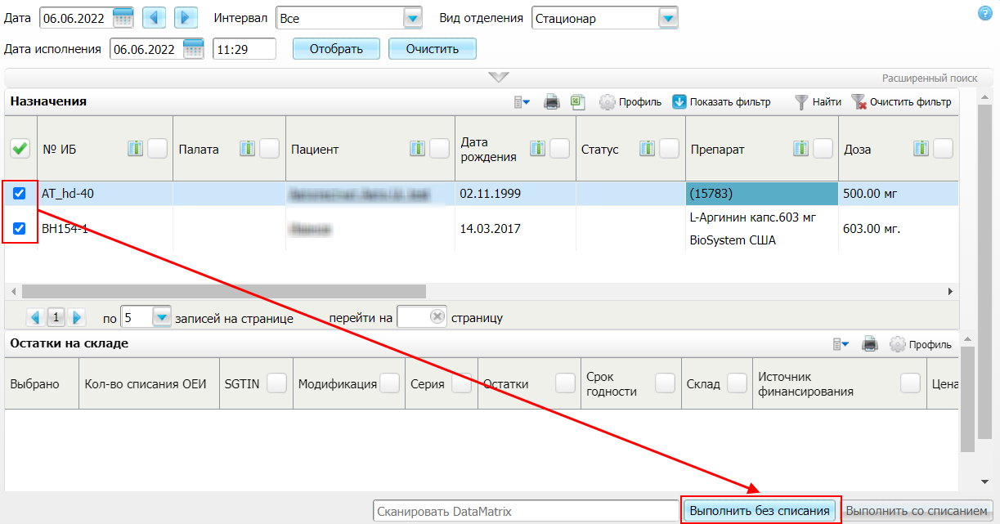 Дата 06.06.2022 Интервал Все Вид отделения Стационар
Дата исполнения 06.06.2022 11:29 Отобрать Очистить
Расширенный поиск
Назначения Профиль Показать фильтр Найти Очистить фильтр
№ ИБ Палата Пациент Дата рождения Статус Препарат Доза
AT_hd-40 02.11.1999 (15783) 500.00 мг
ВН154-1 14.03.2017 L-Аргинин капс.603 мг BioSystem США 603.00 мг.
1 по 5 записей на странице перейти на страницу
Остатки на складе Профиль
Выбрано Кол-во списания ОЕИ SGTIN Модификация Серия Остатки Срок годности Склад Источник финансирования Цена
Сканировать DataMatrix Выполнить без списания Выполнить со списанием